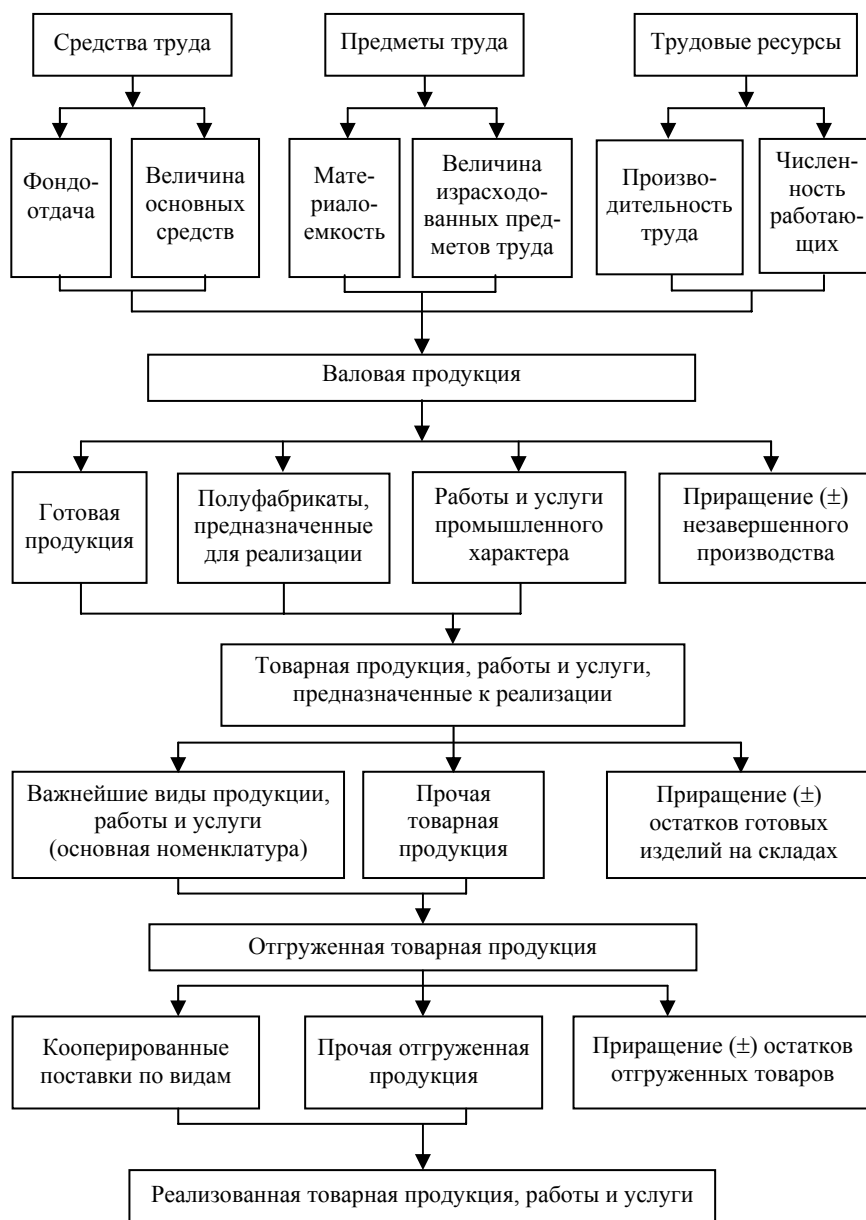 Средства труда
Предметы труда
Трудовые ресурсы
Фондо-
отдача
Величина
основных
средств
Мате-
риало-
емкость
Величина
израсходо-
ванных пред-
метов труда
Произво-
дительность
труда
Числен-
ность
работаю-
щих
Валовая продукция
Готовая
продукция
Полуфабрикаты,
предназначенные
для реализации
Работы и услуги
промышленного
характера
Приращение (±)
незавершенного
производства
Товарная продукция, работы и услуги,
предназначенные к реализации
Важнейшие виды продукции,
работы и услуги
(основная номенклатура)
Прочая
товарная
продукция
Приращение (±)
остатков готовых
изделий на складах
Отгруженная товарная продукция
Кооперированные
поставки по видам
Прочая отгруженная
продукция
Приращение (±) остатков
отгруженных товаров
Реализованная товарная продукция, работы и услуги